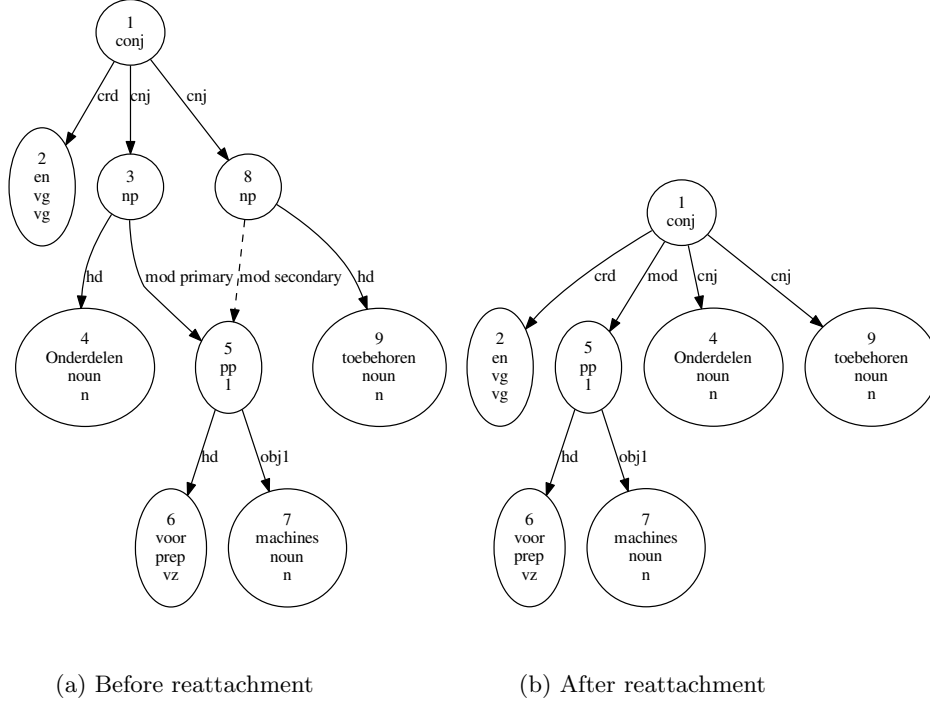 1
conj
crd
cnj
cnj
2
en
vg
vg
3
np
8
np
hd
mod primary
mod secondary
hd
4
Onderdelen
noun
n
5
pp
1
9
toebehoren
noun
n
hd
obj1
6
voor
prep
vz
7
machines
noun
n
(a) Before reattachment
1
conj
crd
mod
cnj
cnj
2
en
vg
vg
5
pp
1
4
Onderdelen
noun
n
9
toebehoren
noun
n
hd
obj1
6
voor
prep
vz
7
machines
noun
n
(b) After reattachment